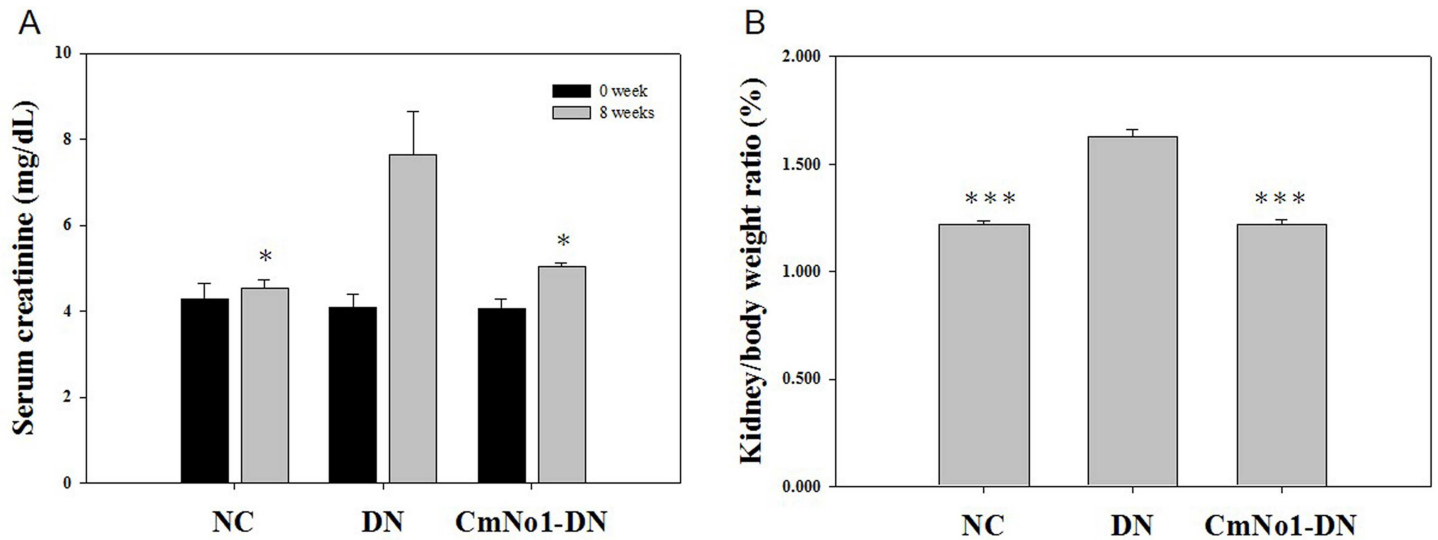 A
Serum creatinine (mg/dL)
10
8
6
4
2
0
0 week
8 weeks
*
*
NC
DN
CmNo1-DN
B
Kidney/body weight ratio (%)
2.000
1.500
1.000
0.500
0.000
***
***
NC
DN
CmNo1-DN